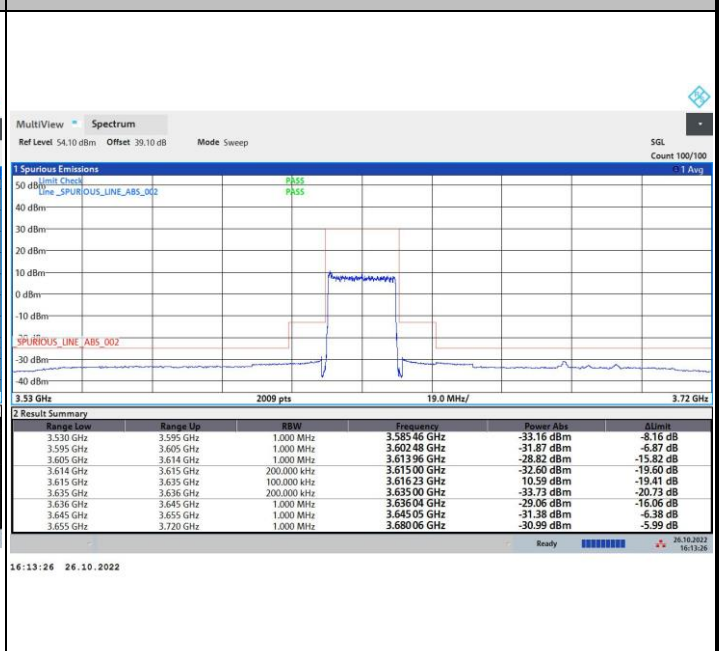 MultiView Spectrum
Ref Level 54.10 dBm Offset 39.10 dB Mode Sweep SGL
Count 100/100
1 Spurious Emissions 1 Avg
50 dBm Limit Check PASS
Line _SPURIOUS_LINE_ABS_002 PASS
40 dBm
30 dBm
20 dBm
10 dBm
0 dBm
-10 dBm
_SPURIOUS_LINE_ABS_002
-30 dBm
-40 dBm
3.53 GHz 2009 pts 19.0 MHz/ 3.72 GHz
2 Result Summary
Range Low Range Up RBW Frequency Power Abs ΔLimit
3.530 GHz 3.595 GHz 1.000 MHz 3.58546 GHz -33.16 dBm -8.16 dB
3.595 GHz 3.605 GHz 1.000 MHz 3.60248 GHz -31.87 dBm -6.87 dB
3.605 GHz 3.614 GHz 1.000 MHz 3.61396 GHz -28.82 dBm -15.82 dB
3.614 GHz 3.615 GHz 200.000 kHz 3.61500 GHz -32.60 dBm -19.60 dB
3.615 GHz 3.635 GHz 100.000 kHz 3.61623 GHz 10.59 dBm -19.41 dB
3.635 GHz 3.636 GHz 200.000 kHz 3.63500 GHz -33.73 dBm -20.73 dB
3.636 GHz 3.645 GHz 1.000 MHz 3.63604 GHz -29.06 dBm -16.06 dB
3.645 GHz 3.655 GHz 1.000 MHz 3.64505 GHz -31.38 dBm -6.38 dB
3.655 GHz 3.720 GHz 1.000 MHz 3.68006 GHz -30.99 dBm -5.99 dB
Ready 26.10.2022
16:13:26
16:13:26 26.10.2022